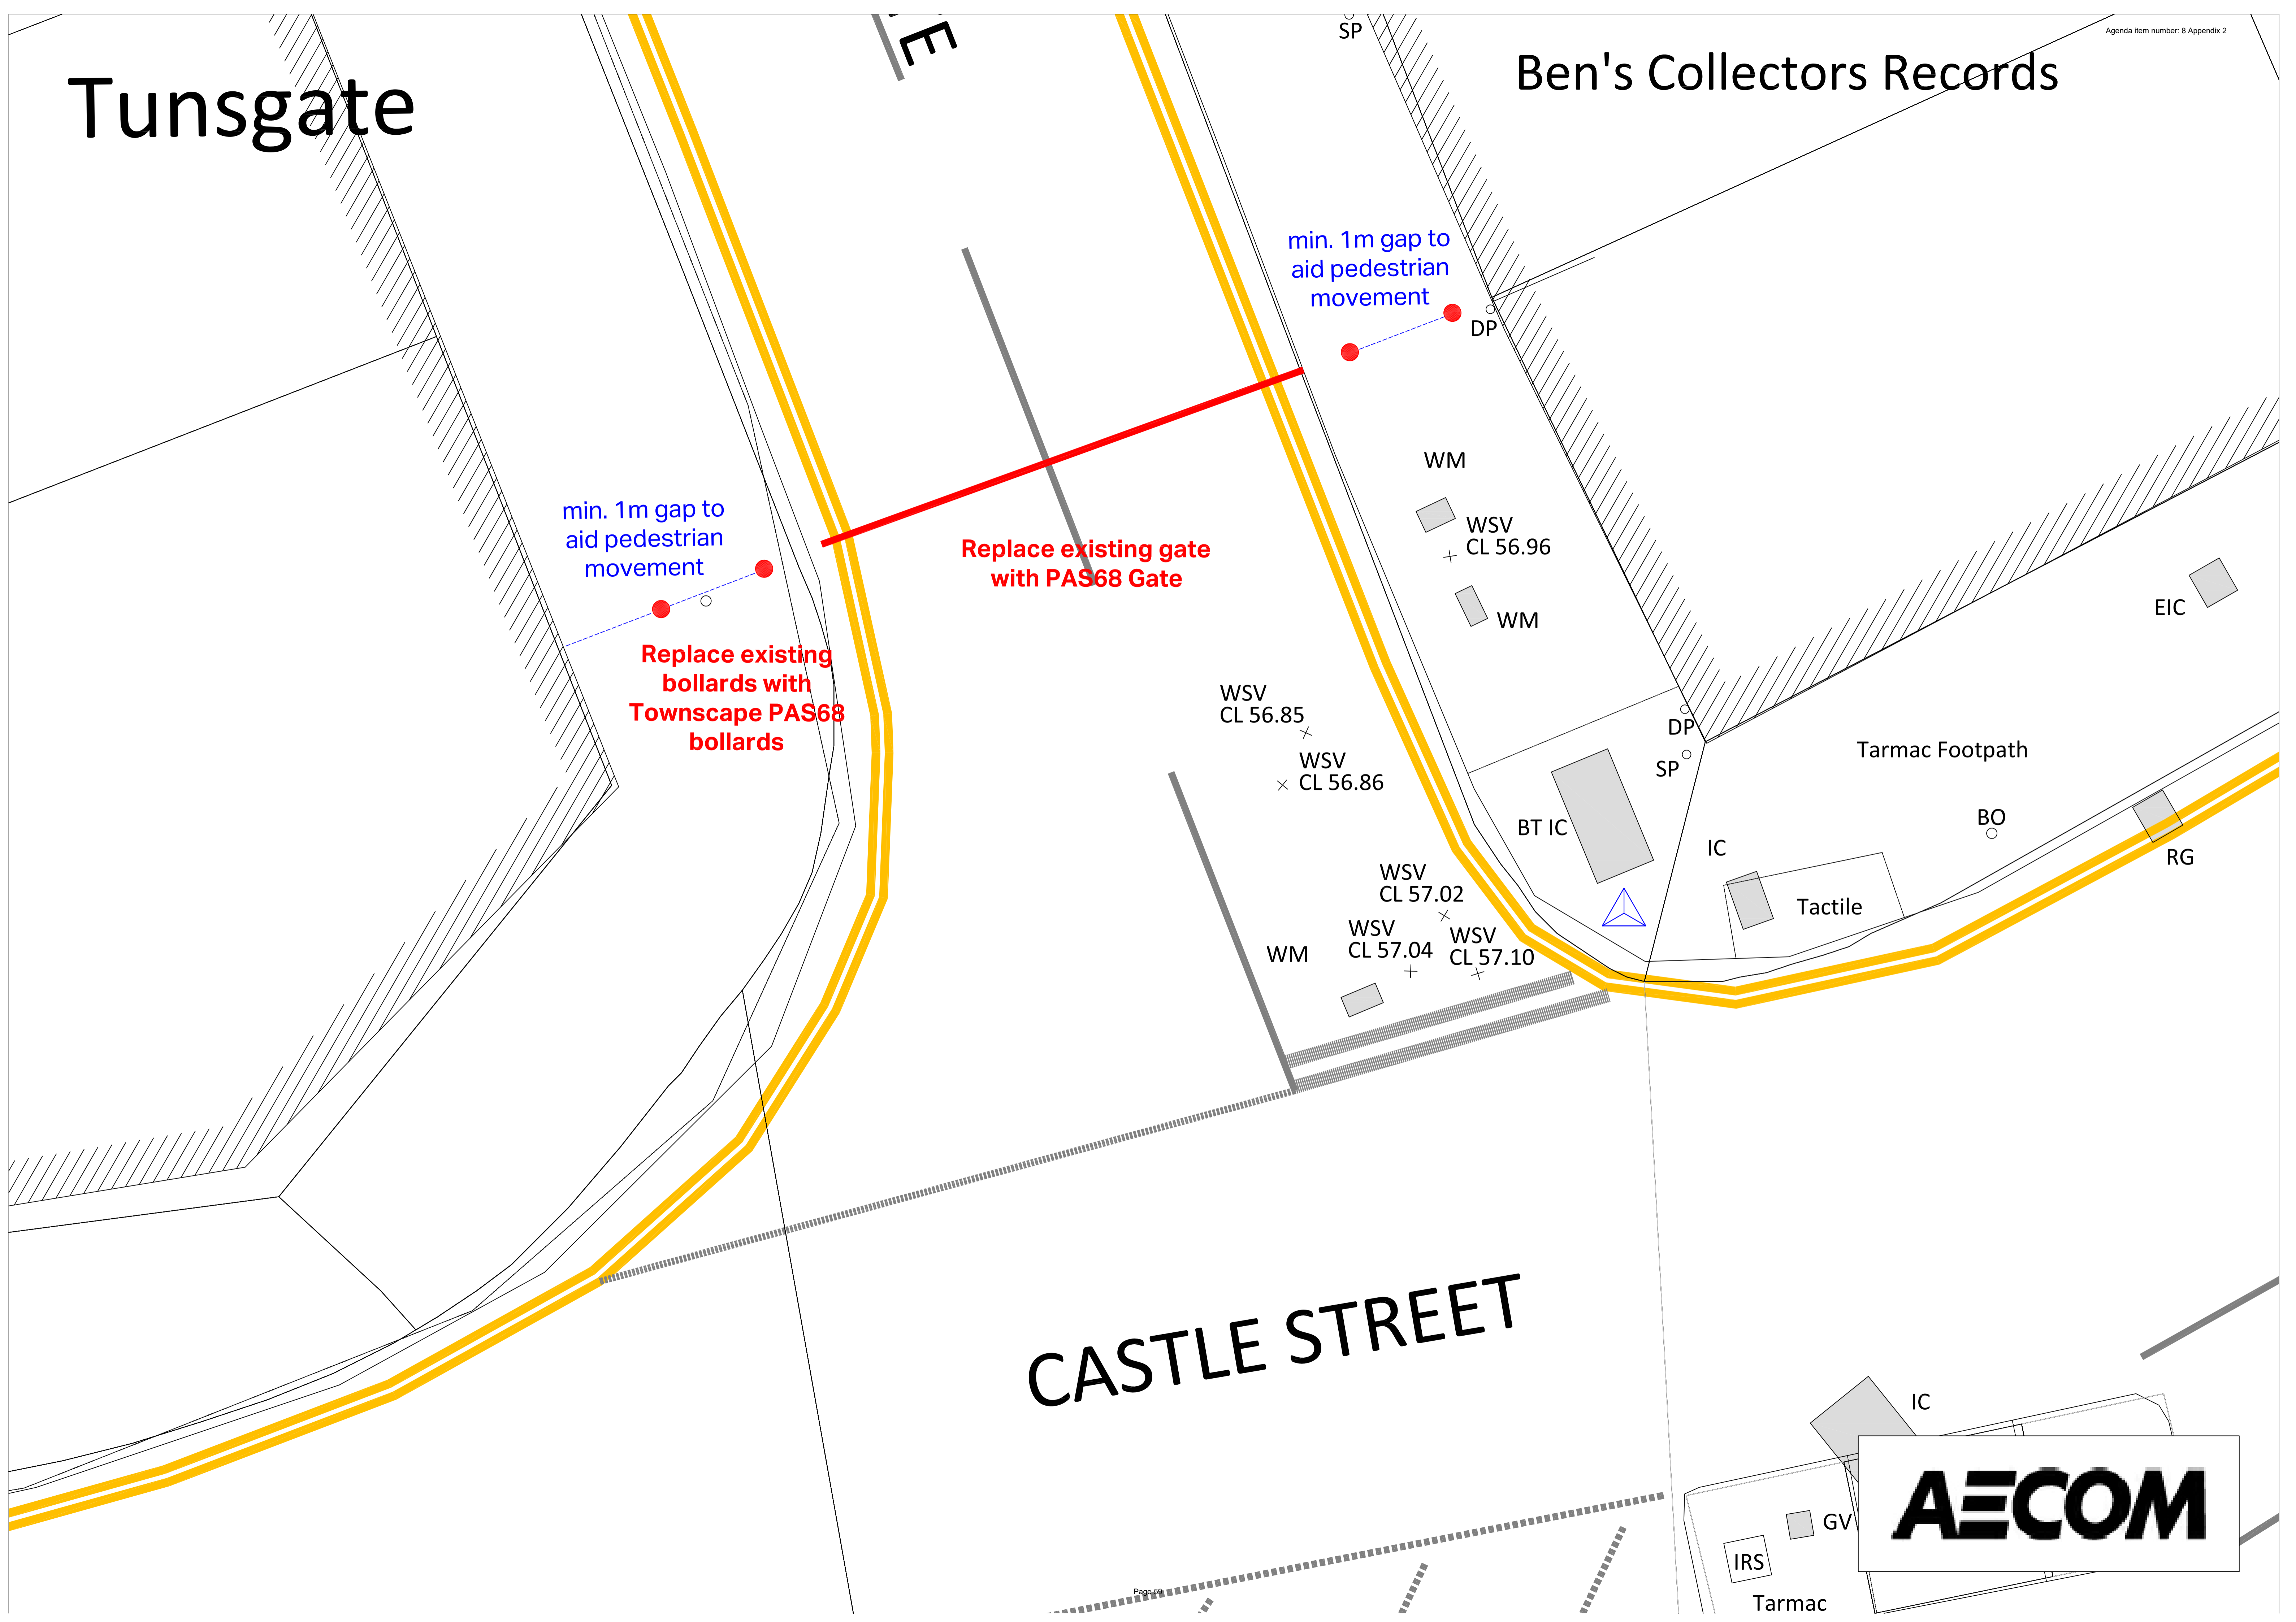 Agenda item number: 8 Appendix 2
SP
Tunsgate
Ben's Collectors Records
min. 1m gap to
aid pedestrian
movement
DP
WM
min. 1m gap to
aid pedestrian
movement
WSV
CL 56.96
Replace existing gate
with PAS68 Gate
EIC
WM
Replace existing
bollards with
Townscape PAS68
bollards
WSV
CL 56.85
DP
Tarmac Footpath
WSV
CL 56.86
SP
BT IC
BO
IC
RG
WSV
CL 57.02
Tactile
WSV
CL 57.04
WSV
CL 57.10
WM
CASTLE STREET
IC
AECOM
GV
IRS
Page 59
Tarmac